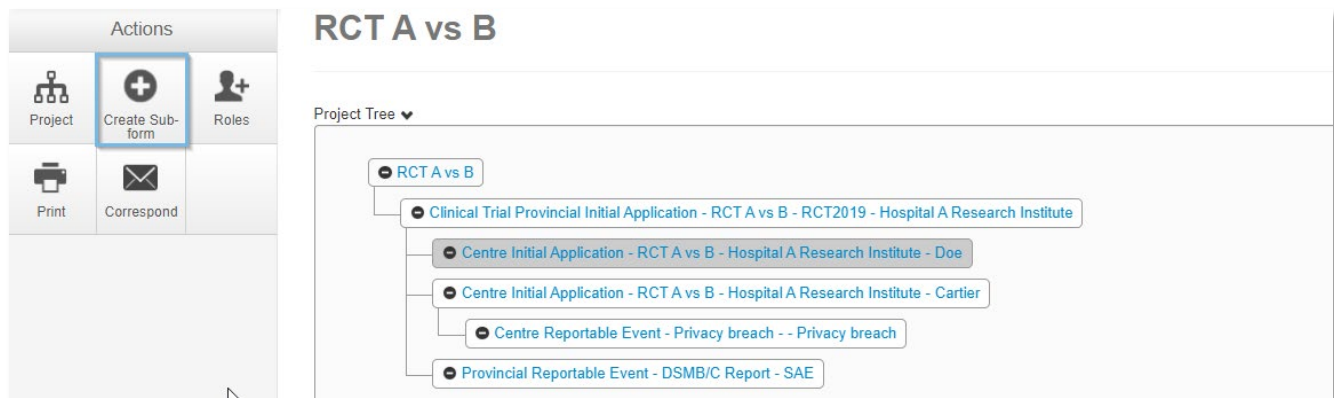 Actions
Project
Create Sub-
form
Roles
Print
Correspond
RCT A vs B
Project Tree
RCT A vs B
Clinical Trial Provincial Initial Application - RCT A vs B - RCT2019 - Hospital A Research Institute
Centre Initial Application - RCT A vs B - Hospital A Research Institute - Doe
Centre Initial Application - RCT A vs B - Hospital A Research Institute - Cartier
Centre Reportable Event - Privacy breach - - Privacy breach
Provincial Reportable Event - DSMB/C Report - SAE